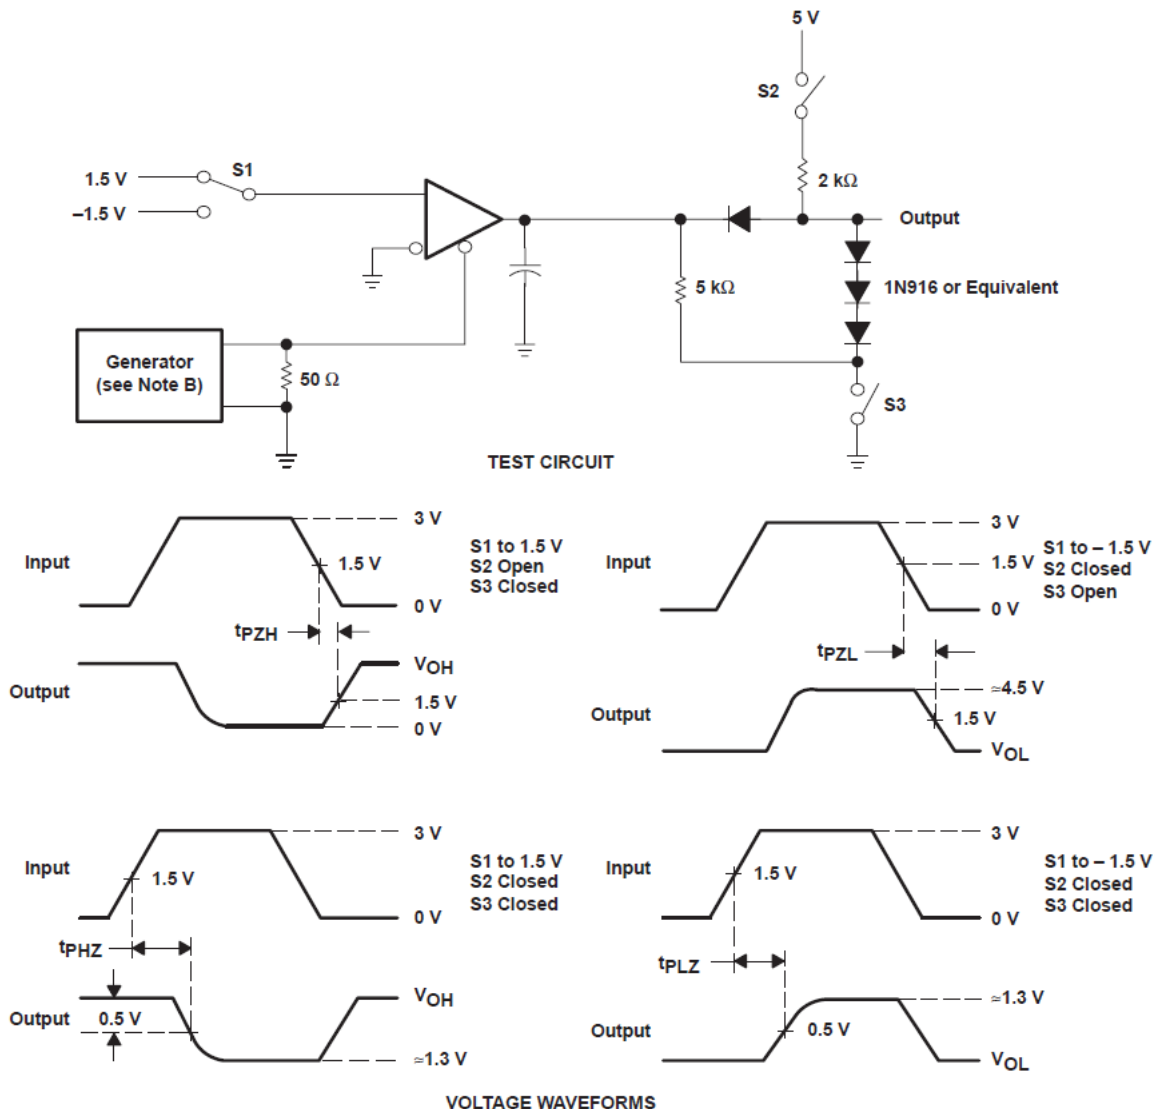 5 V
S2
2 kΩ
S1
1.5 V
–1.5 V
Output
5 kΩ
1N916 or Equivalent
Generator
(see Note B)
50 Ω
S3
TEST CIRCUIT
Input
3 V
1.5 V
0 V
S1 to 1.5 V
S2 Open
S3 Closed
tPZH
Output
VOH
1.5 V
0 V
Input
3 V
1.5 V
0 V
S1 to – 1.5 V
S2 Closed
S3 Open
tPZL
Output
≈4.5 V
1.5 V
VOL
Input
3 V
1.5 V
0 V
S1 to 1.5 V
S2 Closed
S3 Closed
tPHZ
Output
0.5 V
VOH
≈1.3 V
Input
3 V
1.5 V
0 V
S1 to – 1.5 V
S2 Closed
S3 Closed
tPLZ
Output
≈1.3 V
0.5 V
VOL
VOLTAGE WAVEFORMS